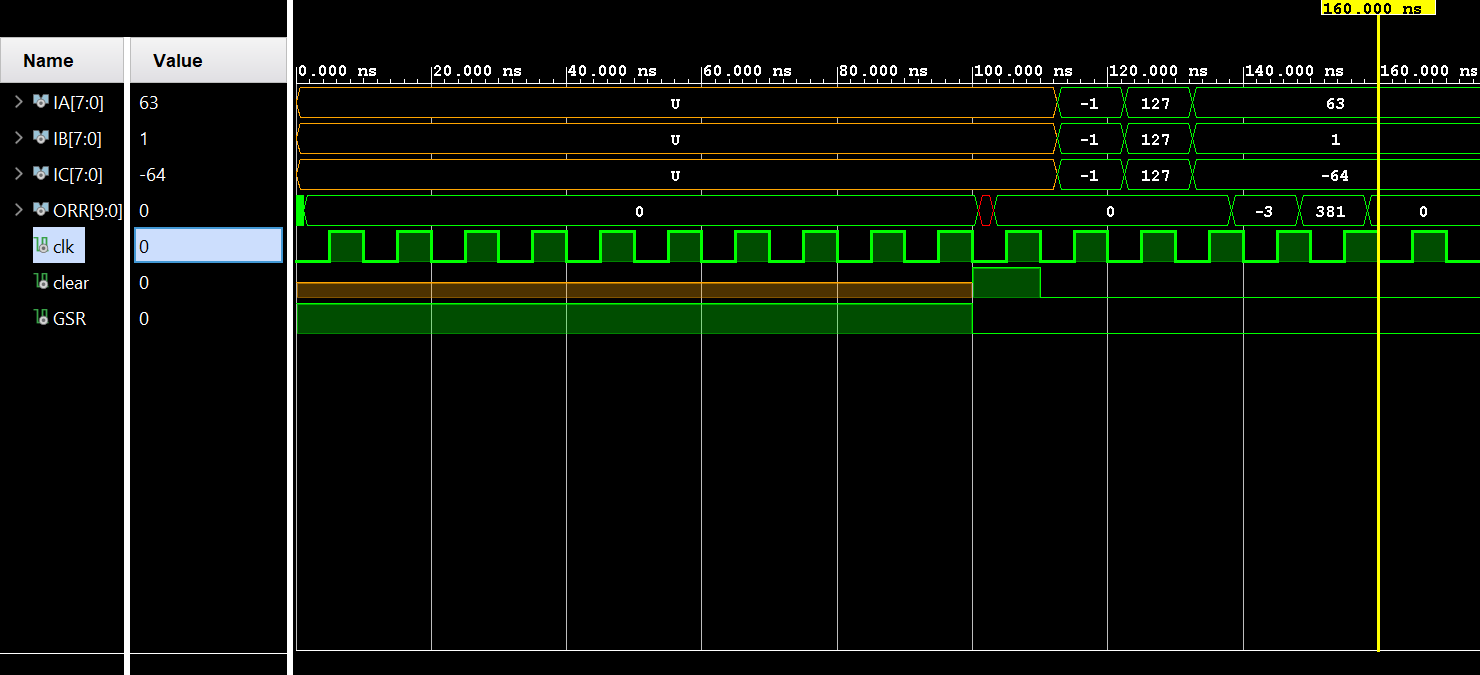 160.000 ns
Name Value
0.000 ns 20.000 ns 40.000 ns 60.000 ns 80.000 ns 100.000 ns 120.000 ns 140.000 ns 160.000 ns
IA[7:0] 63 U -1 127 63
IB[7:0] 1 U -1 127 1
IC[7:0] -64 U -1 127 -64
ORR[9:0] 0 0 0 -3 381 0
clk 0
clear 0
GSR 0